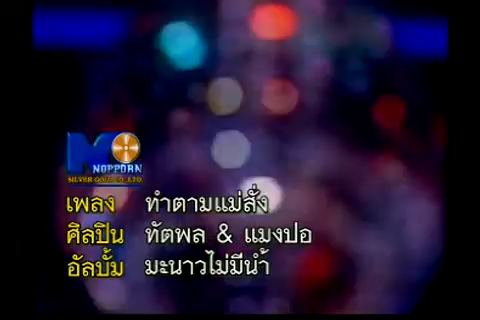 NOPPORN
SILVER GOLD CO.,LTD.
เพลง ทำตามแม่สั่ง
ศิลปิน ทัตพล & แมงปอ
อัลบั้ม มะนาวไม่มีน้ำ